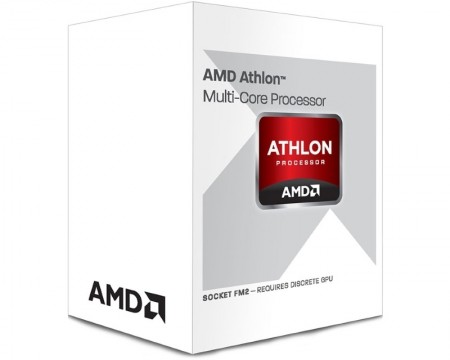 AMD Athlon™
Multi-Core Processor
ATHLON
PROCESSOR
AMD
AMD
SOCKET FM2 – REQUIRES DISCRETE GPU